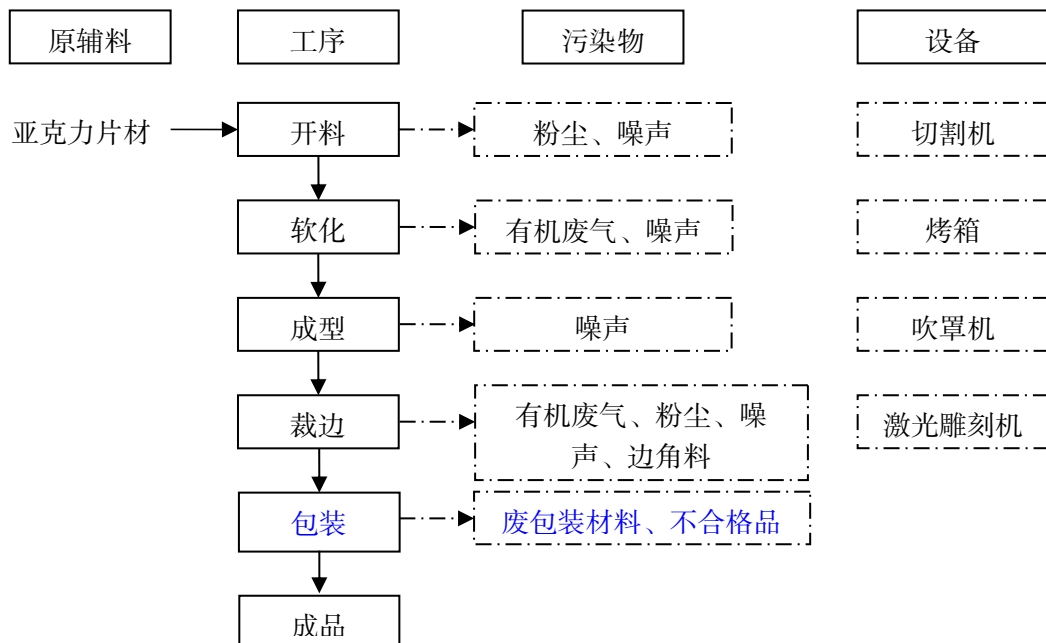 原辅料 工序 污染物 设备
亚克力片材 开料 粉尘、噪声 切割机
软化 有机废气、噪声 烤箱
成型 噪声 吹罩机
裁边 有机废气、粉尘、噪 激光雕刻机
声、边角料
包装 废包装材料、不合格品
成品